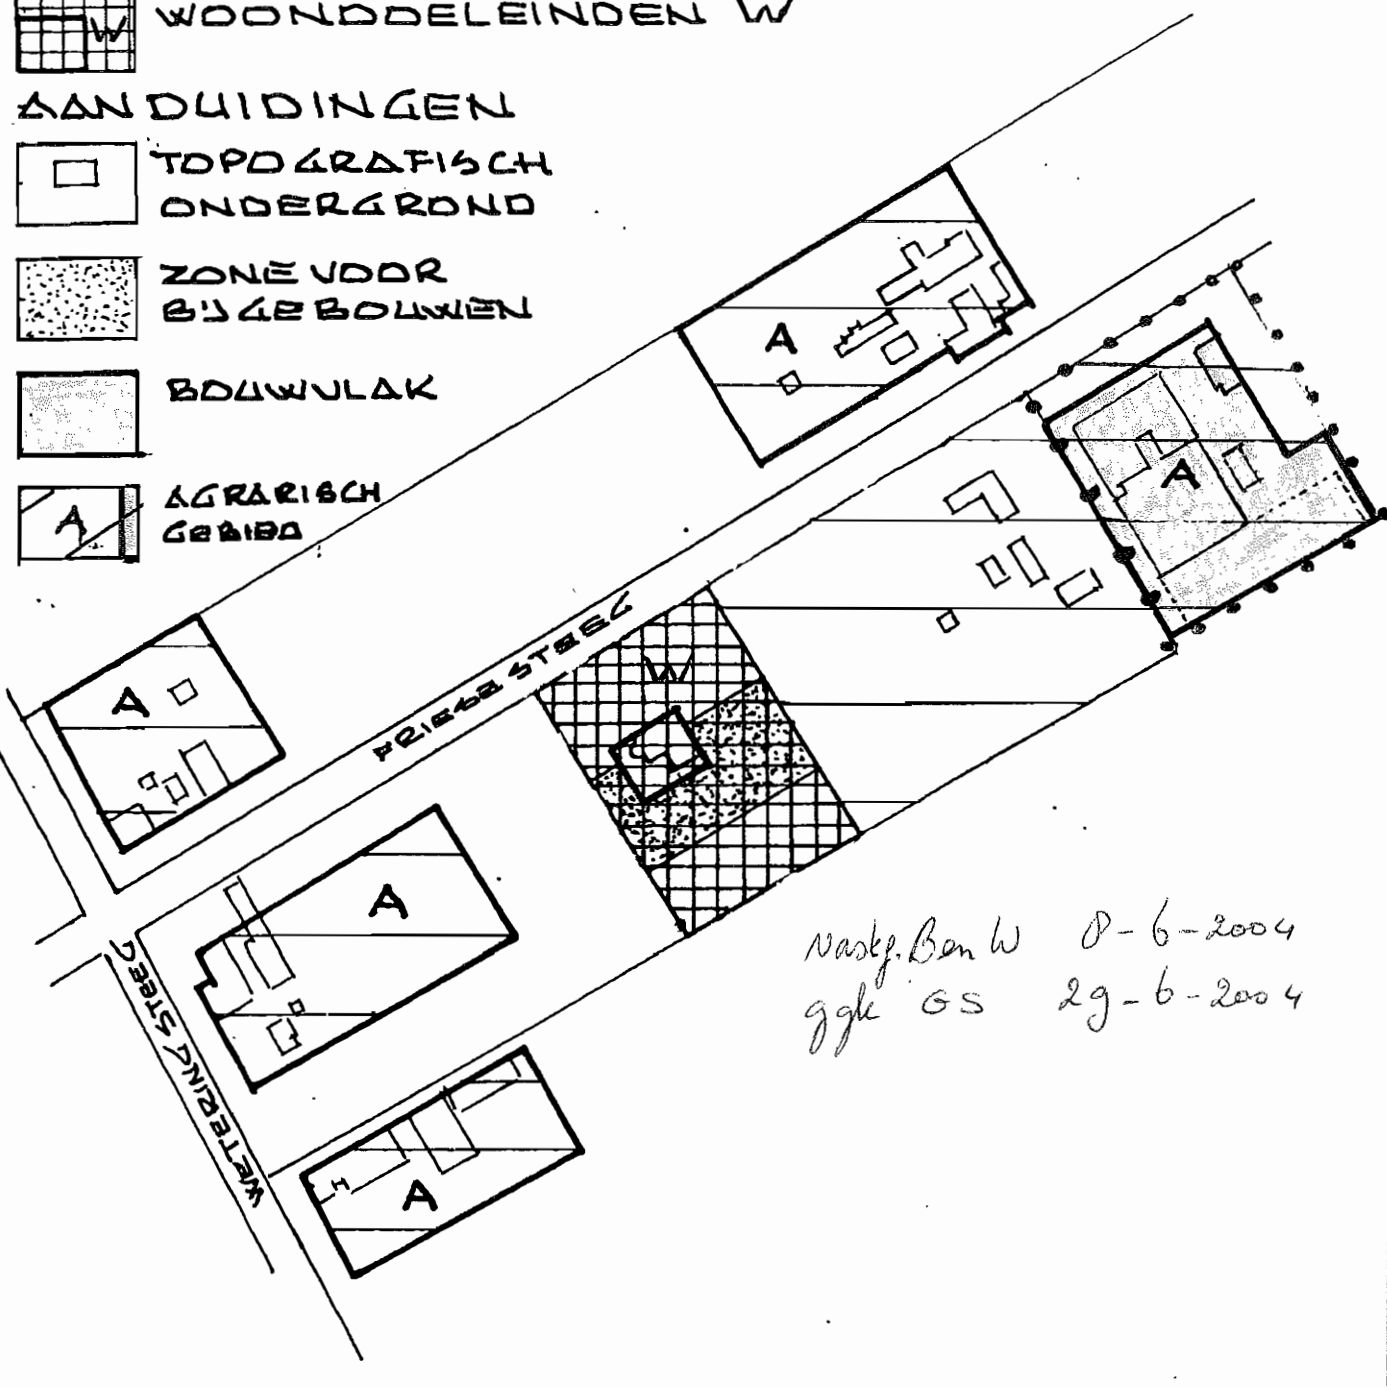 WOONDOELEINDEN W
W
AANDUIDINGEN
TOPOGRAFISCH
ONDERGROND
ZONE VOOR
BIJGEBOUWEN
BOUWVLAK
A
AGRARISCH
GEBIED
A
A
W
A
A
A
FRIESE STEEG
WETERING STEEG
Vastg. B en W 8-6-2004
ggk GS 29-6-2004